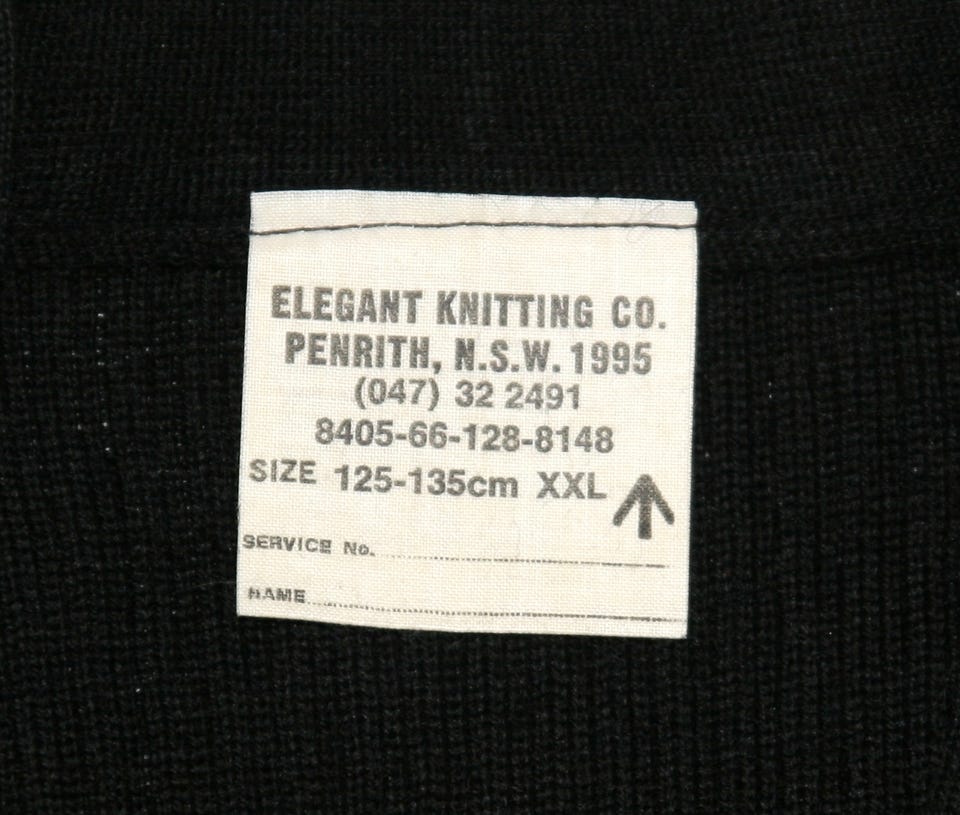 ELEGANT KNITTING CO.
PENRITH, N.S.W. 1995
(047) 32 2491
8405-66-128-8148
SIZE 125-135cm XXL
SERVICE No.
NAME